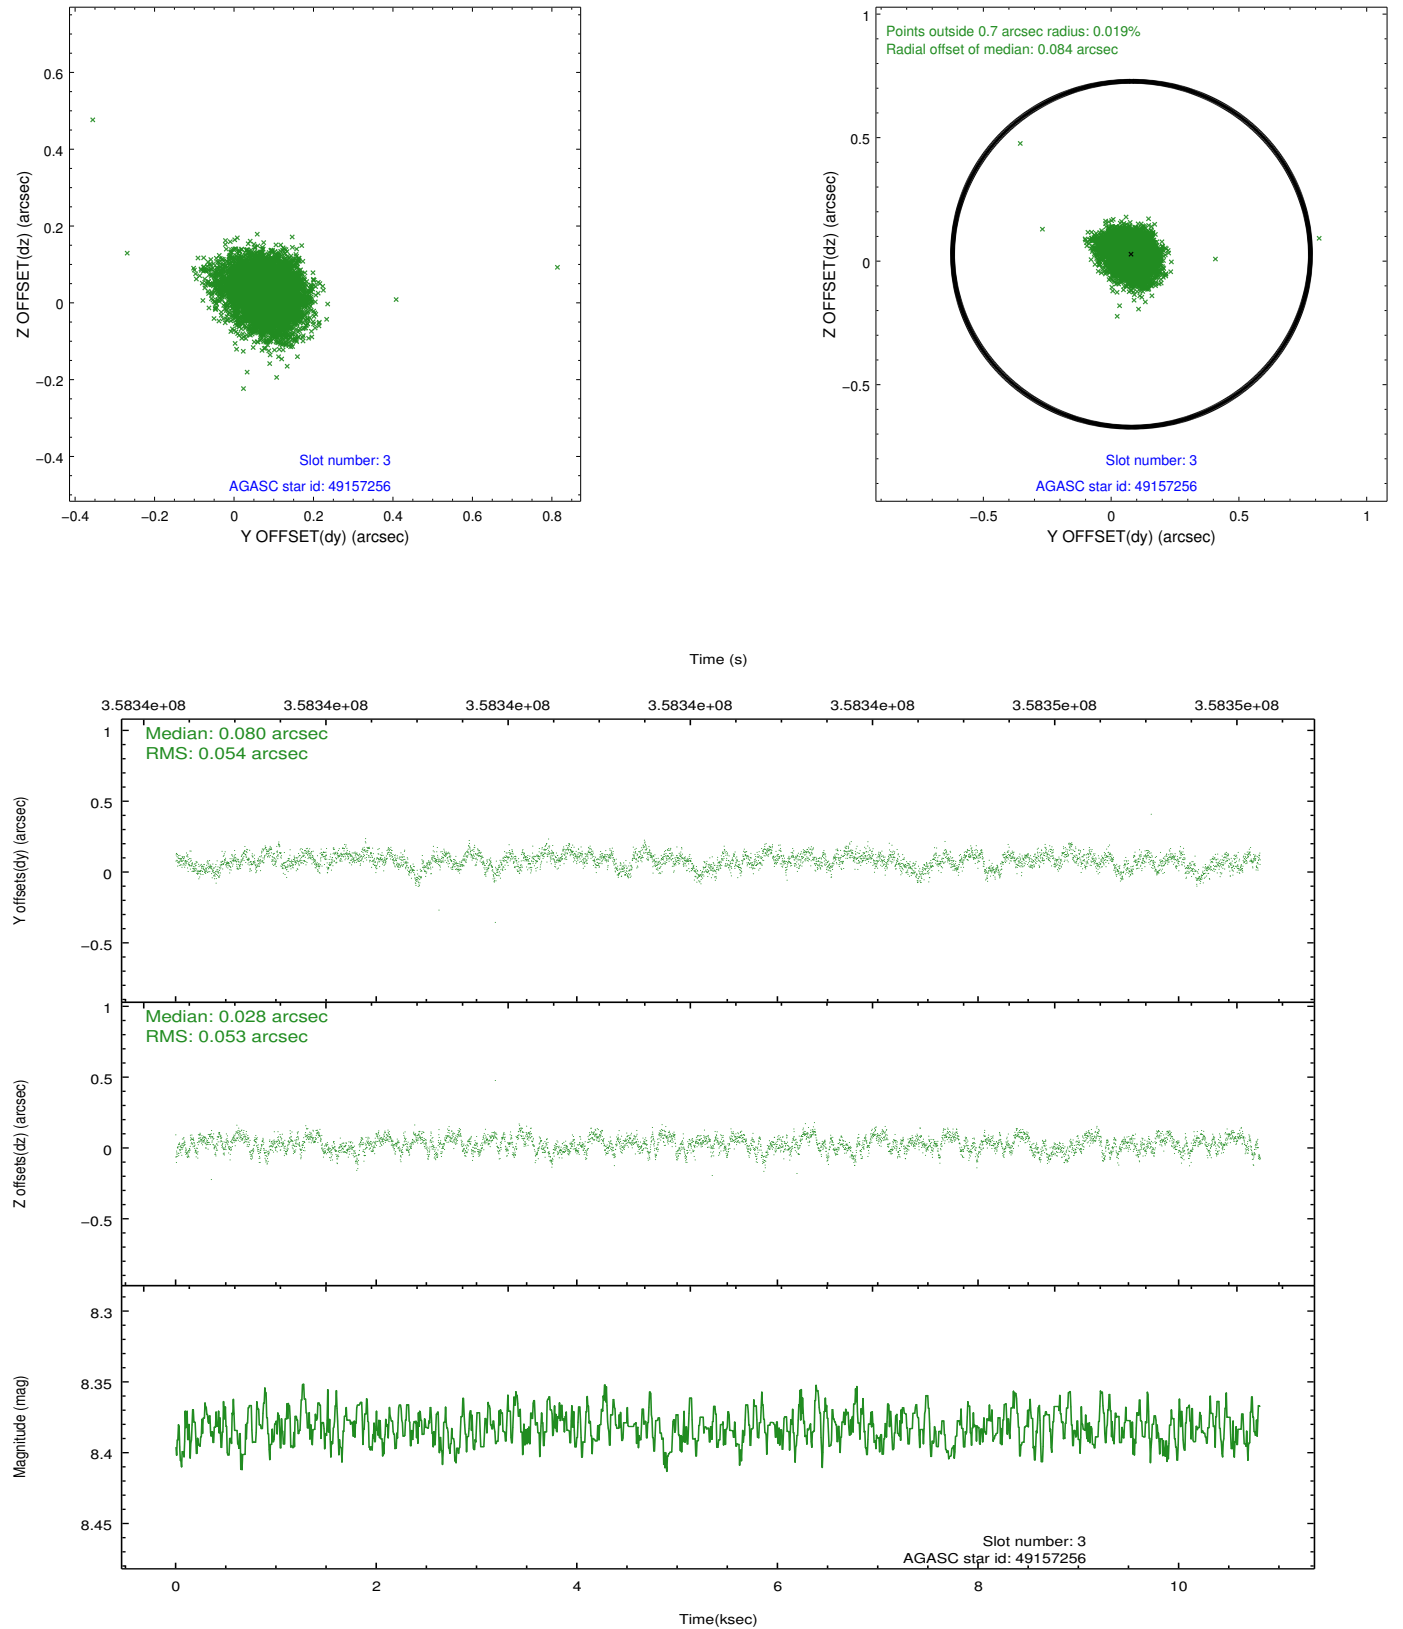 0.6
0.4
0.2
0
−0.2
−0.4
Z OFFSET(dz) (arcsec)
Slot number: 3
AGASC star id: 49157256
−0.4 −0.2 0 0.2 0.4 0.6 0.8
Y OFFSET(dy) (arcsec)
Points outside 0.7 arcsec radius: 0.019%
Radial offset of median: 0.084 arcsec
1
0.5
0
−0.5
Z OFFSET(dz) (arcsec)
Slot number: 3
AGASC star id: 49157256
−0.5 0 0.5 1
Y OFFSET(dy) (arcsec)
Time (s)
3.5834e+08 3.5834e+08 3.5834e+08 3.5834e+08 3.5834e+08 3.5835e+08 3.5835e+08
Median: 0.080 arcsec
RMS: 0.054 arcsec
1
0.5
0
−0.5
Y offsets(dy) (arcsec)
Median: 0.028 arcsec
RMS: 0.053 arcsec
1
0.5
0
−0.5
Z offsets(dz) (arcsec)
8.3
8.35
8.4
8.45
Magnitude (mag)
Slot number: 3
AGASC star id: 49157256
0 2 4 6 8 10
Time(ksec)